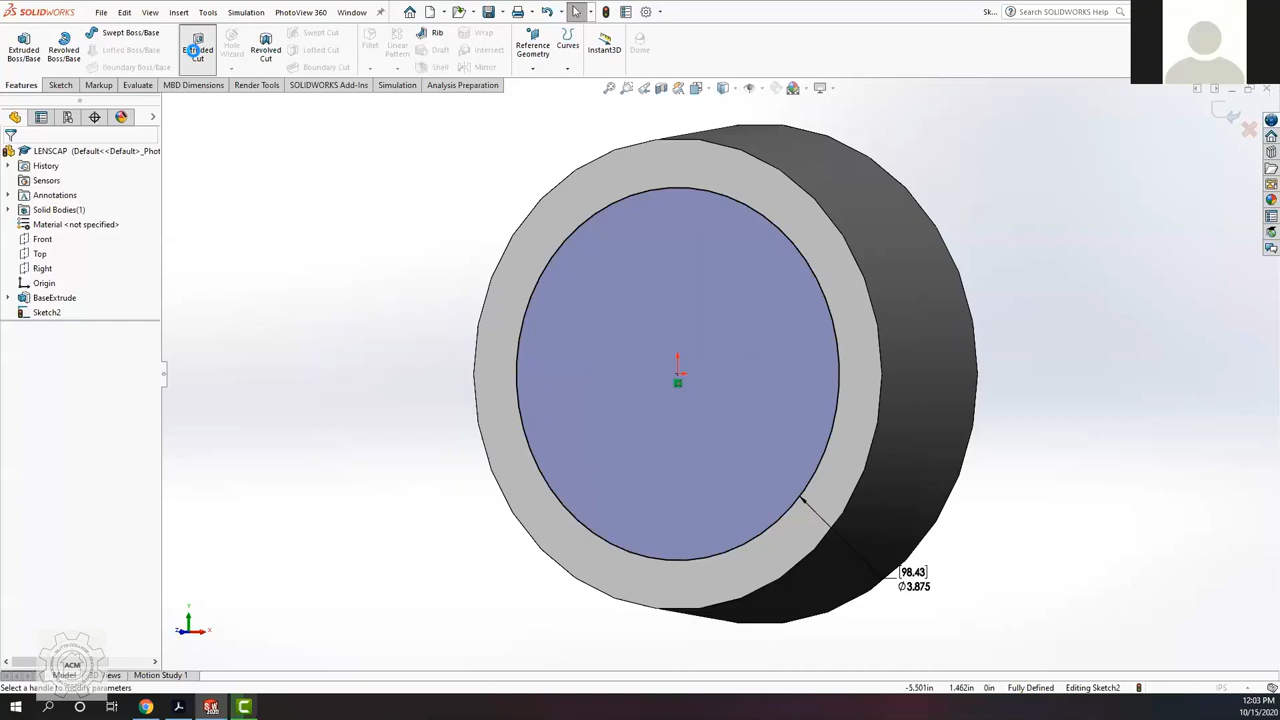 SOLIDWORKS File Edit View Insert Tools Simulation PhotoView 360 Window Sk... Search SOLIDWORKS Help
Extruded Boss/Base
Revolved Boss/Base
Swept Boss/Base
Lofted Boss/Base
Boundary Boss/Base
Extruded Cut
Hole Wizard
Revolved Cut
Swept Cut
Lofted Cut
Boundary Cut
Fillet
Linear Pattern
Rib
Draft
Shell
Wrap
Intersect
Mirror
Reference Geometry
Curves
Instant3D
Dome
Features Sketch Markup Evaluate MBD Dimensions Render Tools SOLIDWORKS Add-Ins Simulation Analysis Preparation
LENSCAP (Default<<Default>_Phot
History
Sensors
Annotations
Solid Bodies(1)
Material <not specified>
Front
Top
Right
Origin
BaseExtrude
Sketch2
[98.43]
Ø3.875
Y
X
Z
ACM
Model 3D Views Motion Study 1
Select a handle to modify parameters -5.501in 1.462in 0in Fully Defined Editing Sketch2 IPS
12:03 PM
10/15/2020